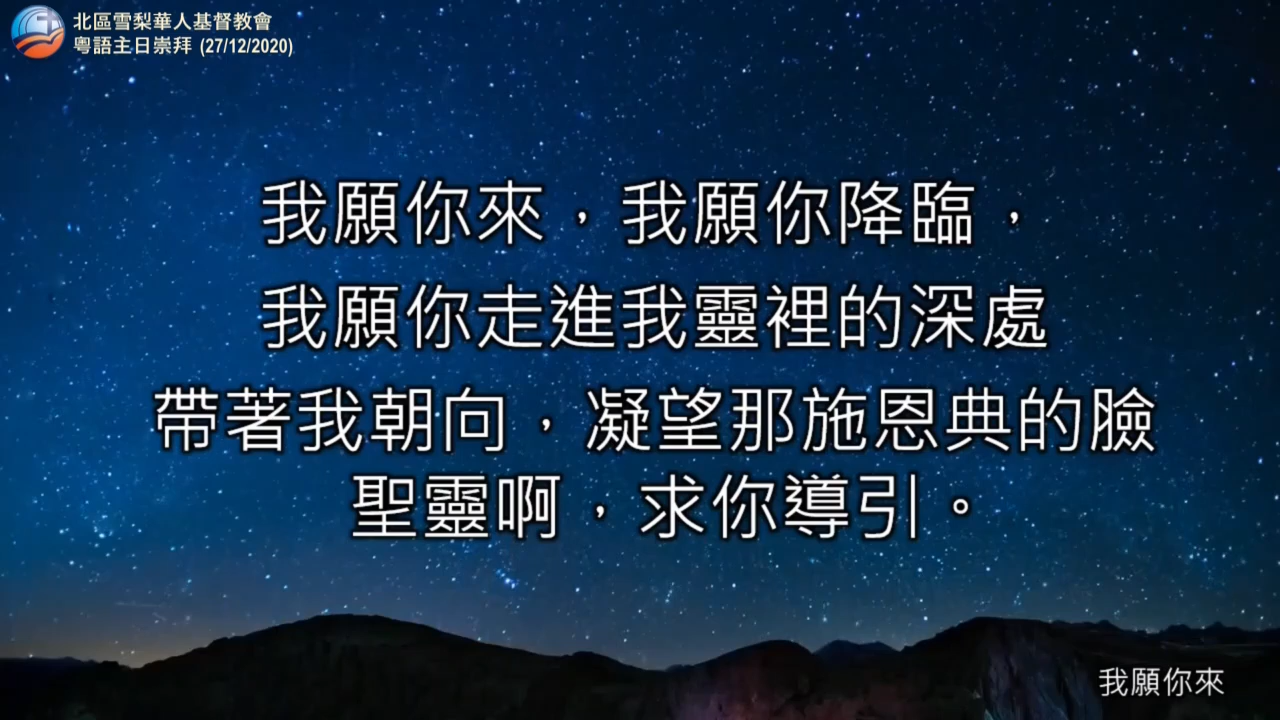 北區雪梨華人基督教會
粵語主日崇拜 (27/12/2020)
我願你來，我願你降臨，
我願你走進我靈裡的深處
帶著我朝向，凝望那施恩典的臉
聖靈啊，求你導引。
我願你來